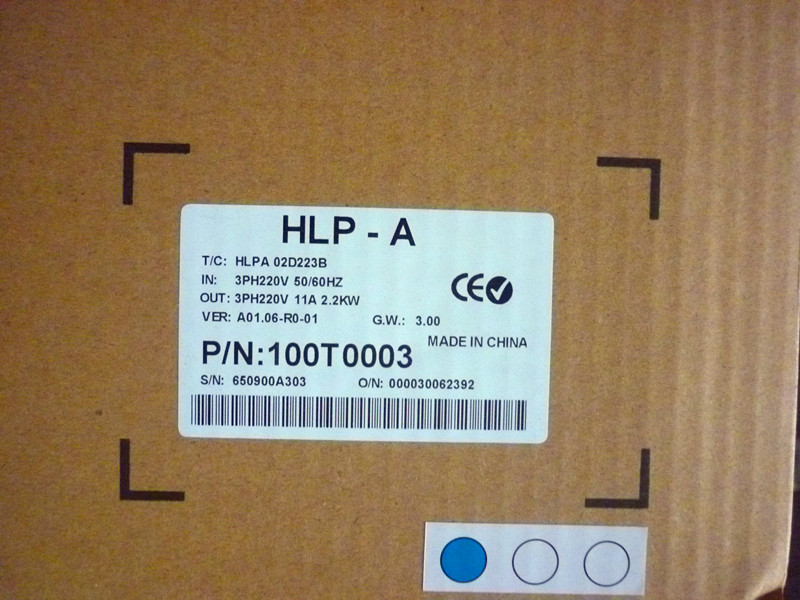 HLP - A
T/C: HLPA 02D223B
IN: 3PH220V 50/60HZ
OUT: 3PH220V 11A 2.2KW
VER: A01.06-R0-01 G.W.: 3.00
MADE IN CHINA
P/N:100T0003
S/N: 650900A303 O/N: 000030062392
CE